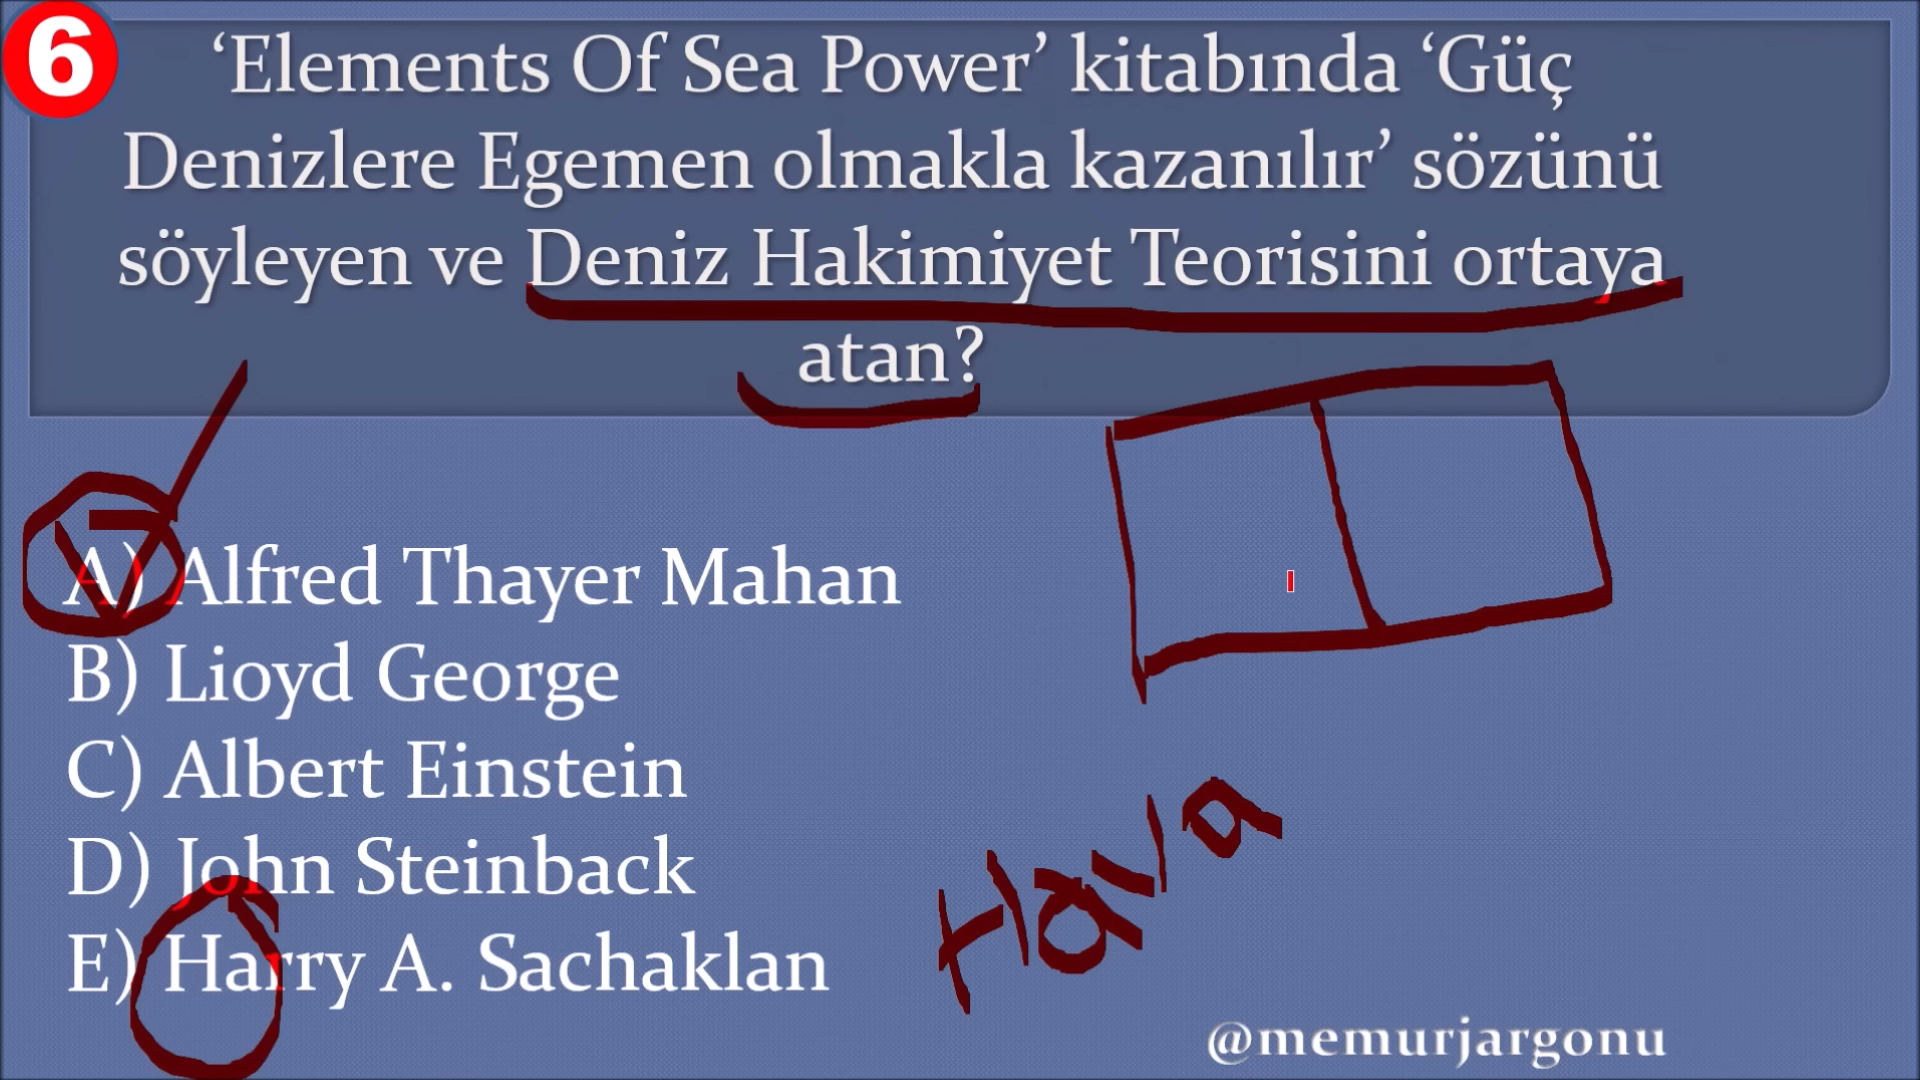 6
‘Elements Of Sea Power’ kitabında ‘Güç
Denizlere Egemen olmakla kazanılır’ sözünü
söyleyen ve Deniz Hakimiyet Teorisini ortaya
atan?
A) Alfred Thayer Mahan
B) Lioyd George
C) Albert Einstein
D) John Steinback
E) Harry A. Sachaklan
Hava
@memurjargonu